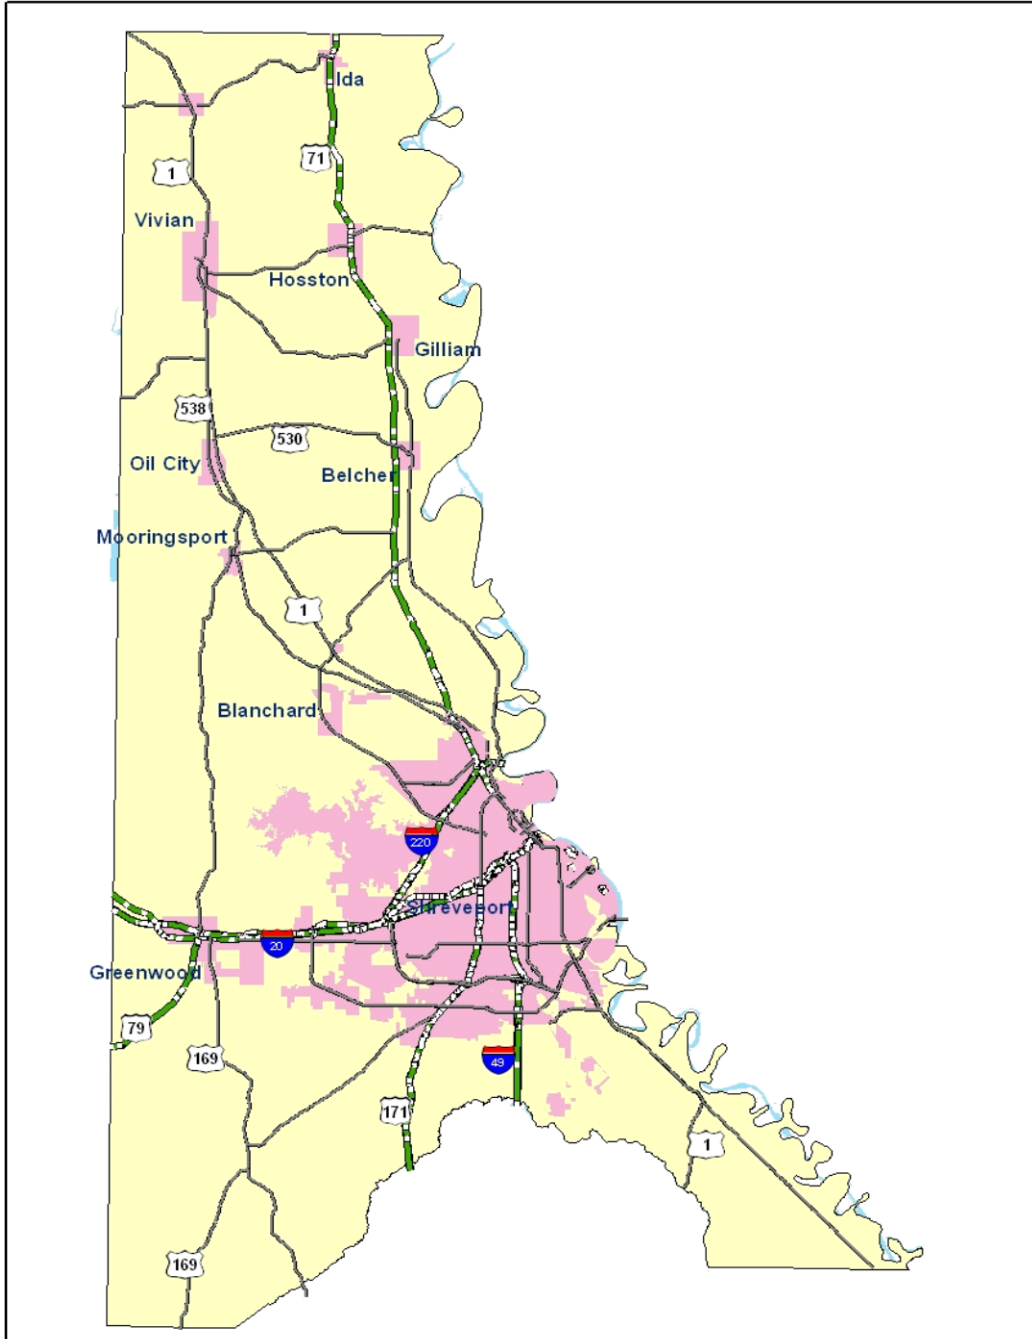 Ida
71
1
Vivian
Hosston
Gilliam
538
530
Oil City
Belcher
Mooringsport
1
Blanchard
220
Shreveport
20
Greenwood
79
169
49
171
1
169